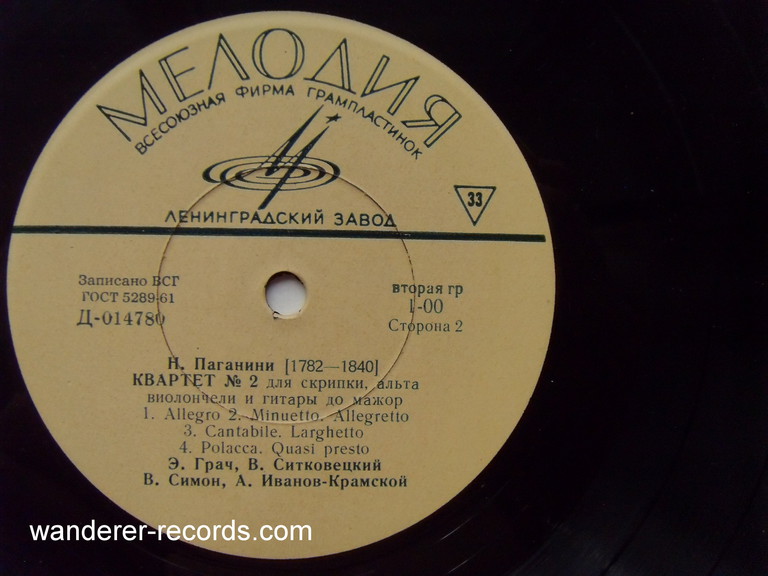 МЕЛОДИЯ
ВСЕСОЮЗНАЯ ФИРМА ГРАМПЛАСТИНОК
ЛЕНИНГРАДСКИЙ ЗАВОД
33
Записано ВСГ
ГОСТ 5289-61
Д-014780
вторая гр
1-00
Сторона 2
Н. Паганини [1782—1840]
КВАРТЕТ № 2 для скрипки, альта
виолончели и гитары до мажор
1. Allegro 2. Minuetto. Allegretto
3. Cantabile. Larghetto
4. Polacca. Quasi presto
Э. Грач, В. Ситковецкий
В. Симон, А. Иванов-Крамской
wanderer-records.com